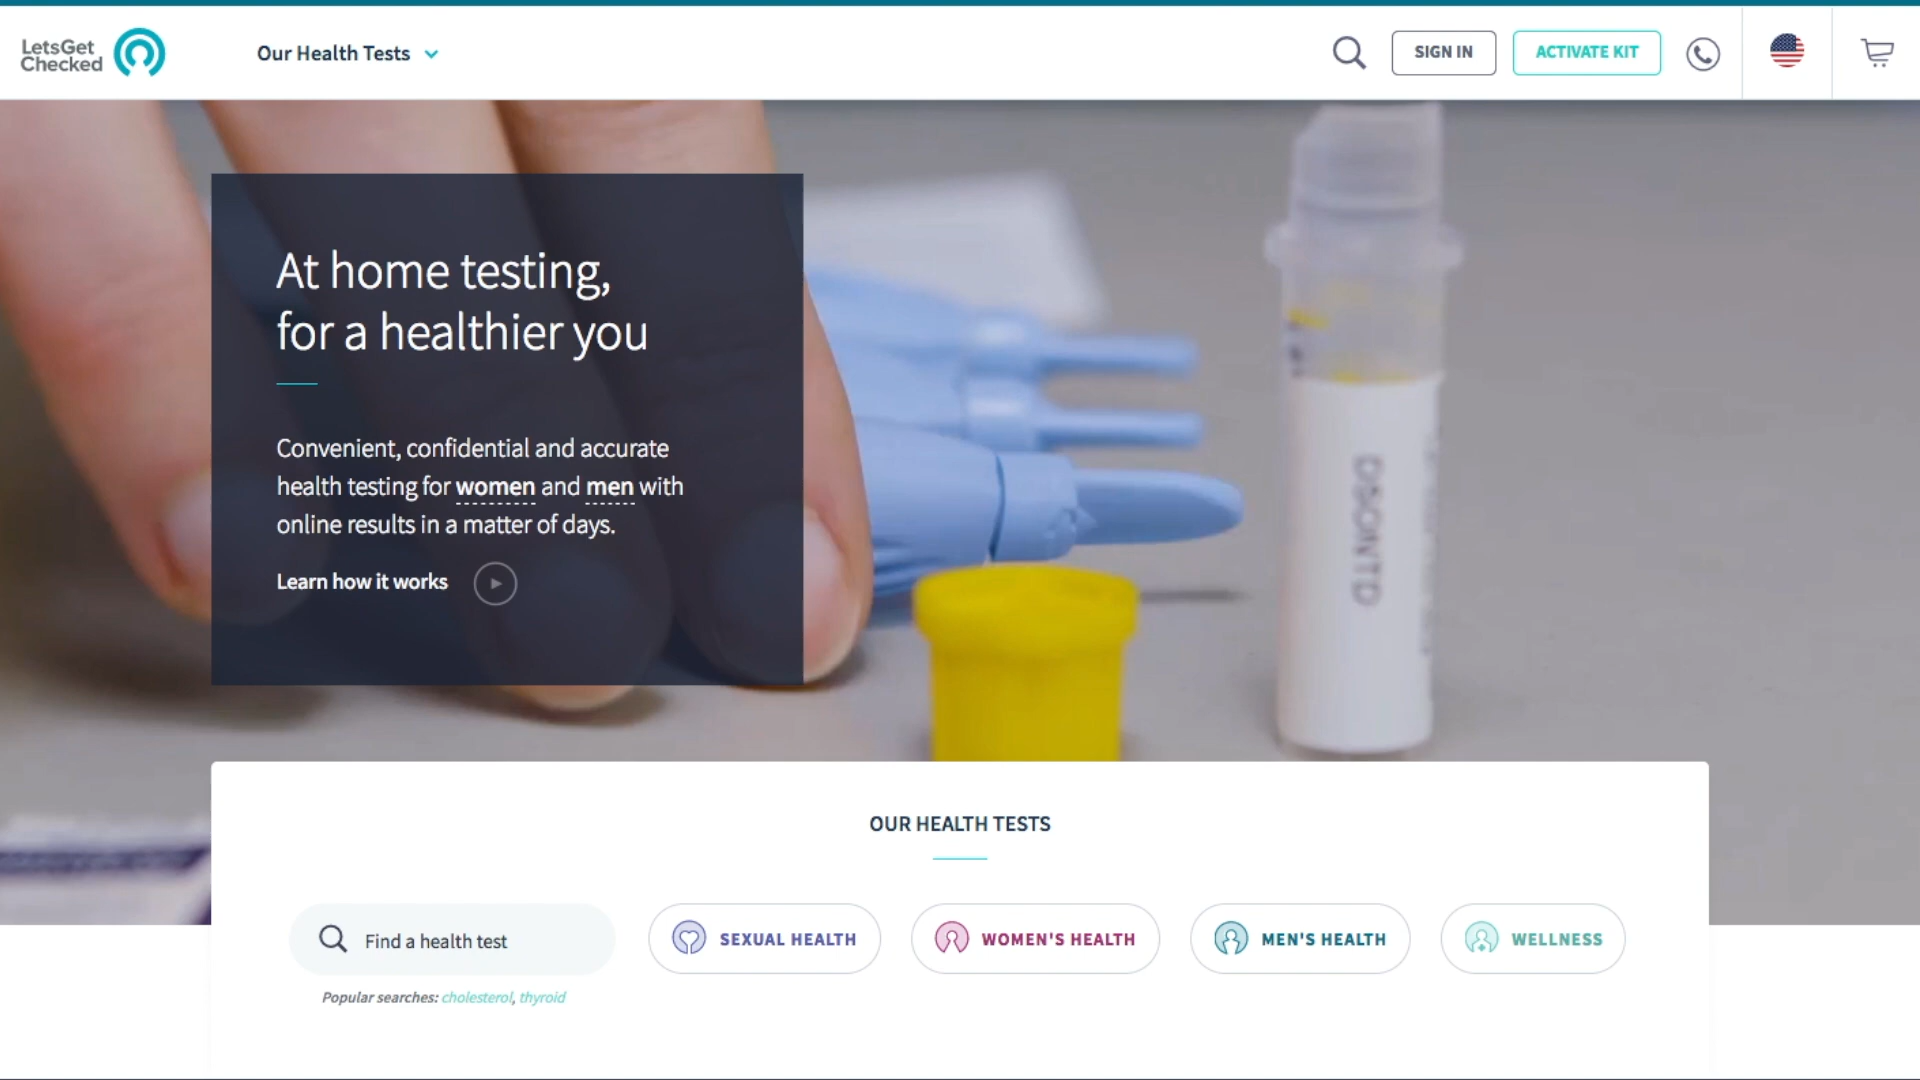 LetsGet
Checked
Our Health Tests
SIGN IN
ACTIVATE KIT
At home testing,
for a healthier you
Convenient, confidential and accurate
health testing for women and men with
online results in a matter of days.
Learn how it works
OUR HEALTH TESTS
Find a health test
SEXUAL HEALTH
WOMEN'S HEALTH
MEN'S HEALTH
WELLNESS
Popular searches: cholesterol, thyroid